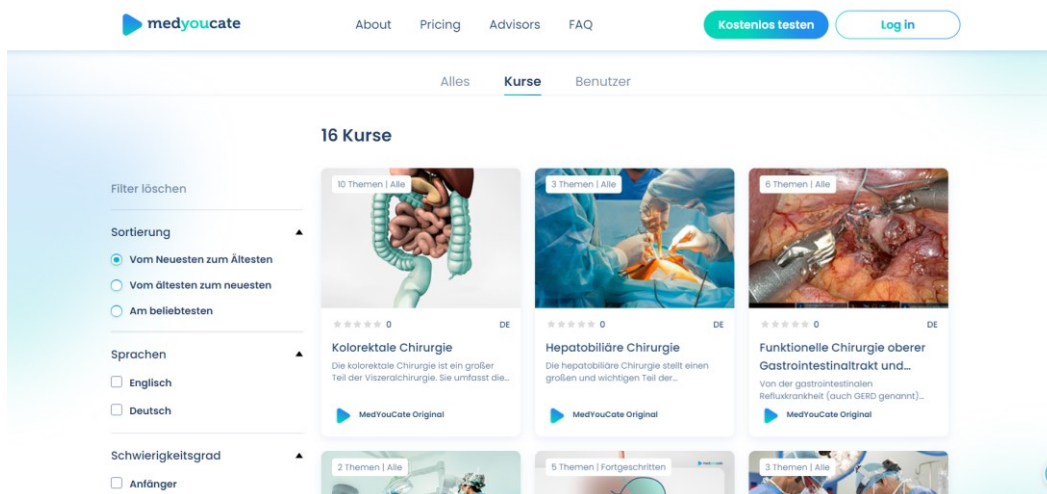 medyoucate
About Pricing Advisors FAQ
Kostenlos testen
Log in
Alles Kurse Benutzer
16 Kurse
Filter löschen
Sortierung
Vom Neuesten zum Ältesten
Vom ältesten zum neuesten
Am beliebtesten
Sprachen
Englisch
Deutsch
Schwierigkeitsgrad
Anfänger
10 Themen | Alle
0 DE
Kolorektale Chirurgie
Die kolorektale Chirurgie ist ein großer
Teil der Viszeralchirurgie. Sie umfasst die...
MedYouCate Original
3 Themen | Alle
0 DE
Hepatobiliäre Chirurgie
Die hepatobiliäre Chirurgie stellt einen
großen und wichtigen Teil der...
MedYouCate Original
6 Themen | Alle
0 DE
Funktionelle Chirurgie oberer
Gastrointestinaltrakt und...
Von der gastrointestinalen
Refluxkrankheit (auch GERD genannt)...
MedYouCate Original
2 Themen | Alle
5 Themen | Fortgeschritten
3 Themen | Alle